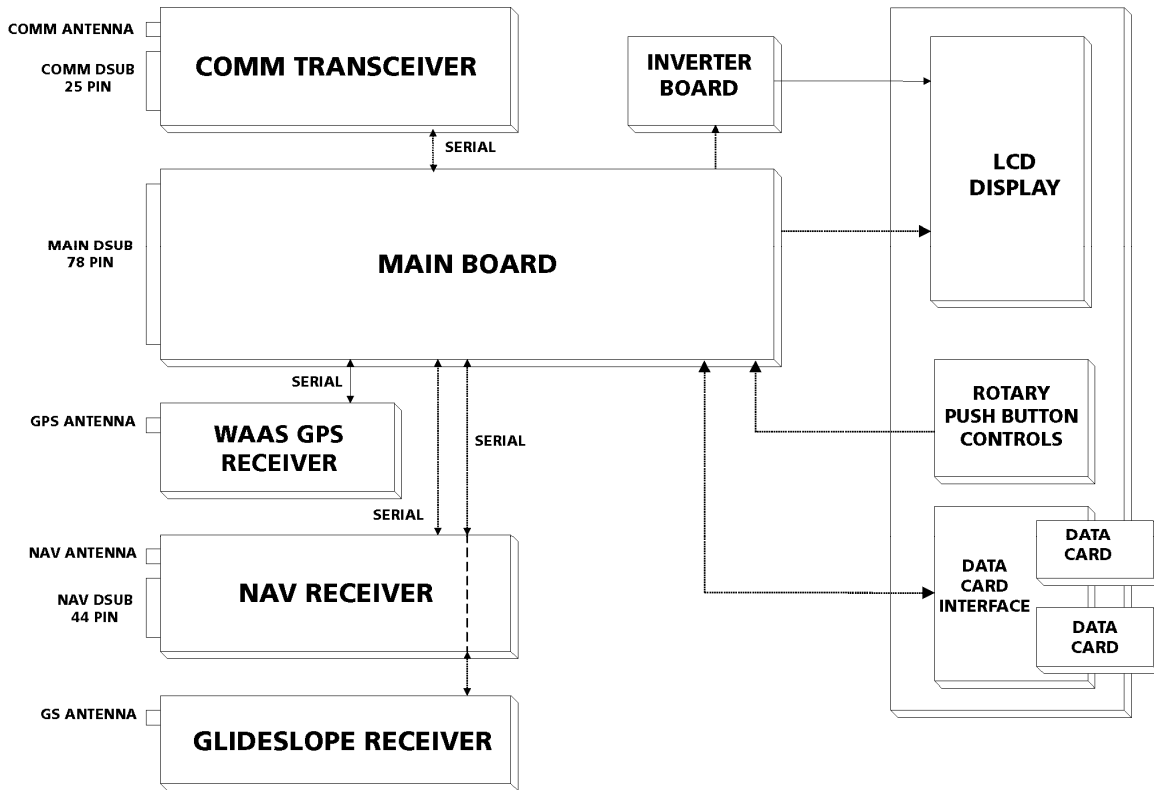 COMM ANTENNA
COMM DSUB
25 PIN
COMM TRANSCEIVER
INVERTER
BOARD
LCD
DISPLAY
SERIAL
MAIN DSUB
78 PIN
MAIN BOARD
SERIAL
GPS ANTENNA
WAAS GPS
RECEIVER
SERIAL
ROTARY
PUSH BUTTON
CONTROLS
SERIAL
NAV ANTENNA
NAV DSUB
44 PIN
NAV RECEIVER
DATA
CARD
INTERFACE
DATA
CARD
DATA
CARD
GS ANTENNA
GLIDESLOPE RECEIVER